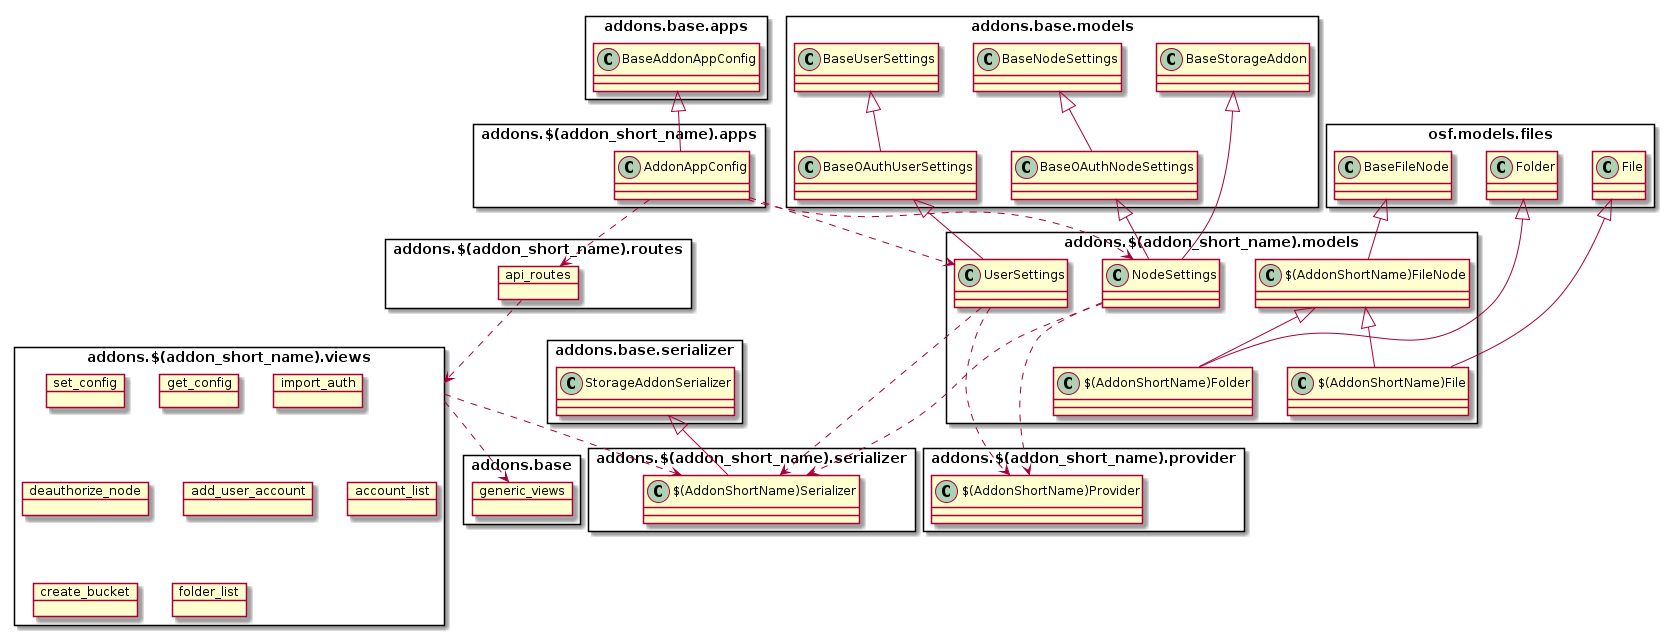 addons.base.apps
C BaseAddonAppConfig
addons.base.models
C BaseUserSettings
C BaseNodeSettings
C BaseStorageAddon
addons.$(addon_short_name).apps
C AddonAppConfig
C BaseOAuthUserSettings
C BaseOAuthNodeSettings
osf.models.files
C BaseFileNode
C Folder
C File
addons.$(addon_short_name).routes
api_routes
addons.$(addon_short_name).models
C UserSettings
C NodeSettings
C $(AddonShortName)FileNode
C $(AddonShortName)Folder
C $(AddonShortName)File
addons.$(addon_short_name).views
set_config
get_config
import_auth
deauthorize_node
add_user_account
account_list
create_bucket
folder_list
addons.base.serializer
C StorageAddonSerializer
addons.base
generic_views
addons.$(addon_short_name).serializer
C $(AddonShortName)Serializer
addons.$(addon_short_name).provider
C $(AddonShortName)Provider